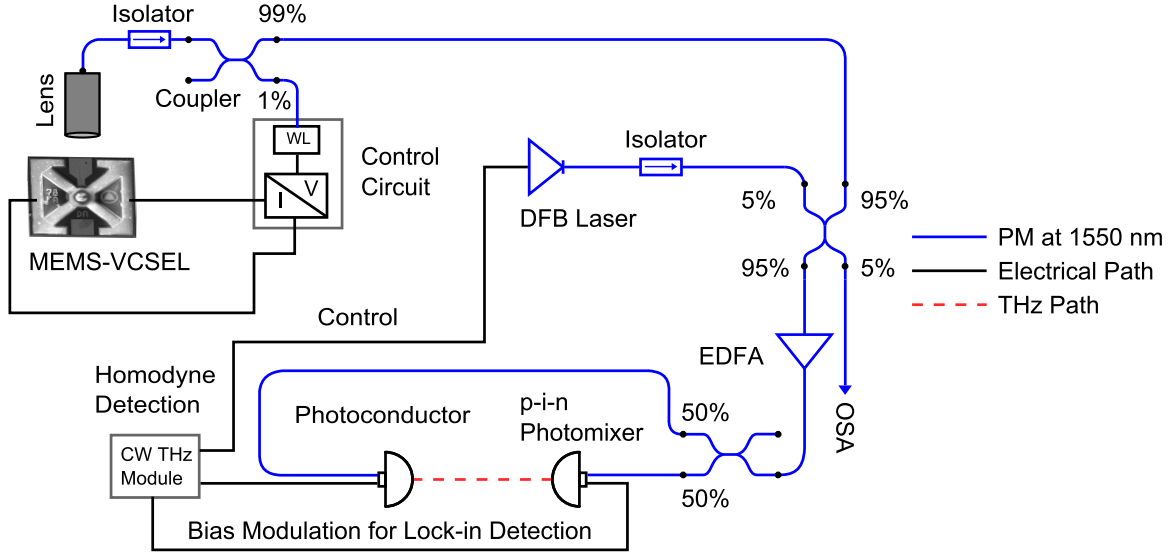 Isolator
99%
Lens
Coupler
1%
WL
I
V
Control
Circuit
MEMS-VCSEL
Isolator
DFB Laser
5%
95%
95%
5%
PM at 1550 nm
Electrical Path
THz Path
Control
EDFA
OSA
Homodyne
Detection
Photoconductor
p-i-n
Photomixer
50%
50%
CW THz
Module
Bias Modulation for Lock-in Detection